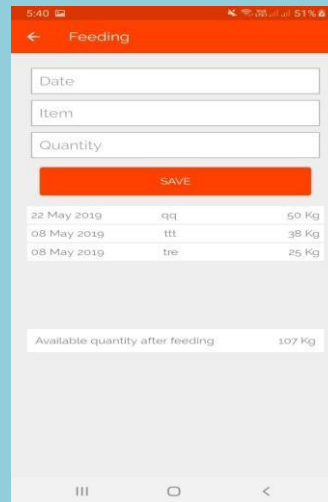 5:40 51%
← Feeding
Date
Item
Quantity
SAVE
22 May 2019 qq 50 Kg
08 May 2019 ttt 38 Kg
08 May 2019 tre 25 Kg
Available quantity after feeding 107 Kg